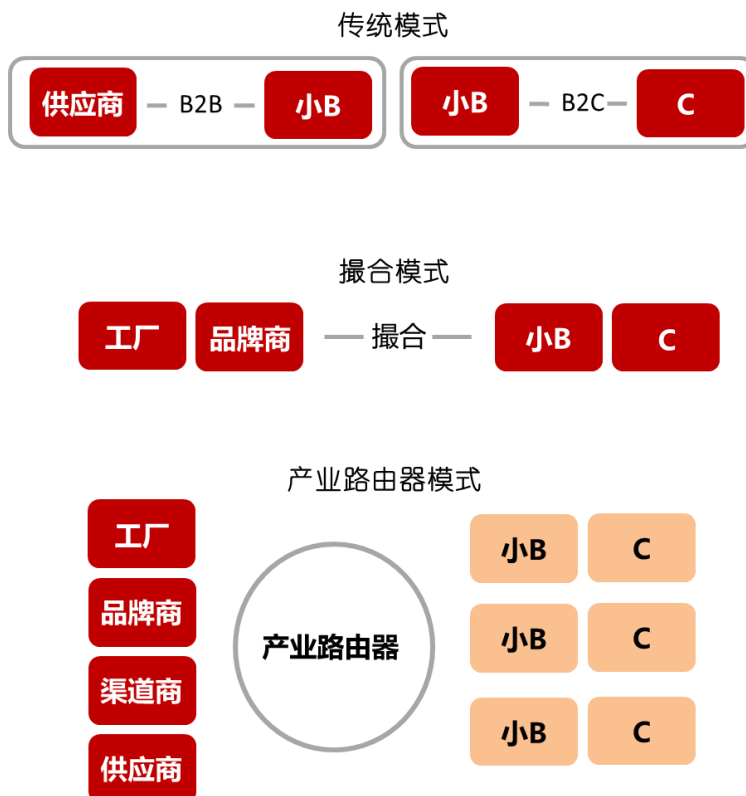 传统模式
供应商 B2B 小B 小B B2C C
撮合模式
工厂 品牌商 撮合 小B C
产业路由器模式
工厂
品牌商
渠道商
供应商
产业路由器
小B C
小B C
小B C